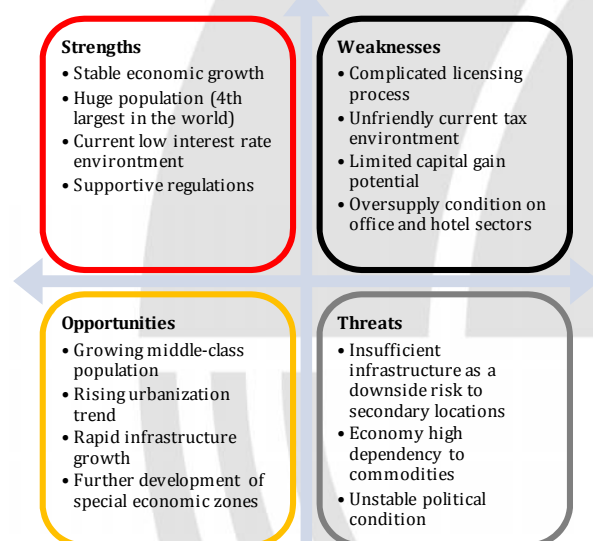 Strengths
• Stable economic growth
• Huge population (4th
largest in the world)
• Current low interest rate
environtment
• Supportive regulations
Weaknesses
• Complicated licensing
process
• Unfriendly current tax
environtment
• Limited capital gain
potential
• Oversupply condition on
office and hotel sectors
Opportunities
• Growing middle-class
population
• Rising urbanization
trend
• Rapid infrastructure
growth
• Further development of
special economic zones
Threats
• Insufficient
infrastructure as a
downside risk to
secondary locations
• Economy high
dependency to
commodities
• Unstable political
condition